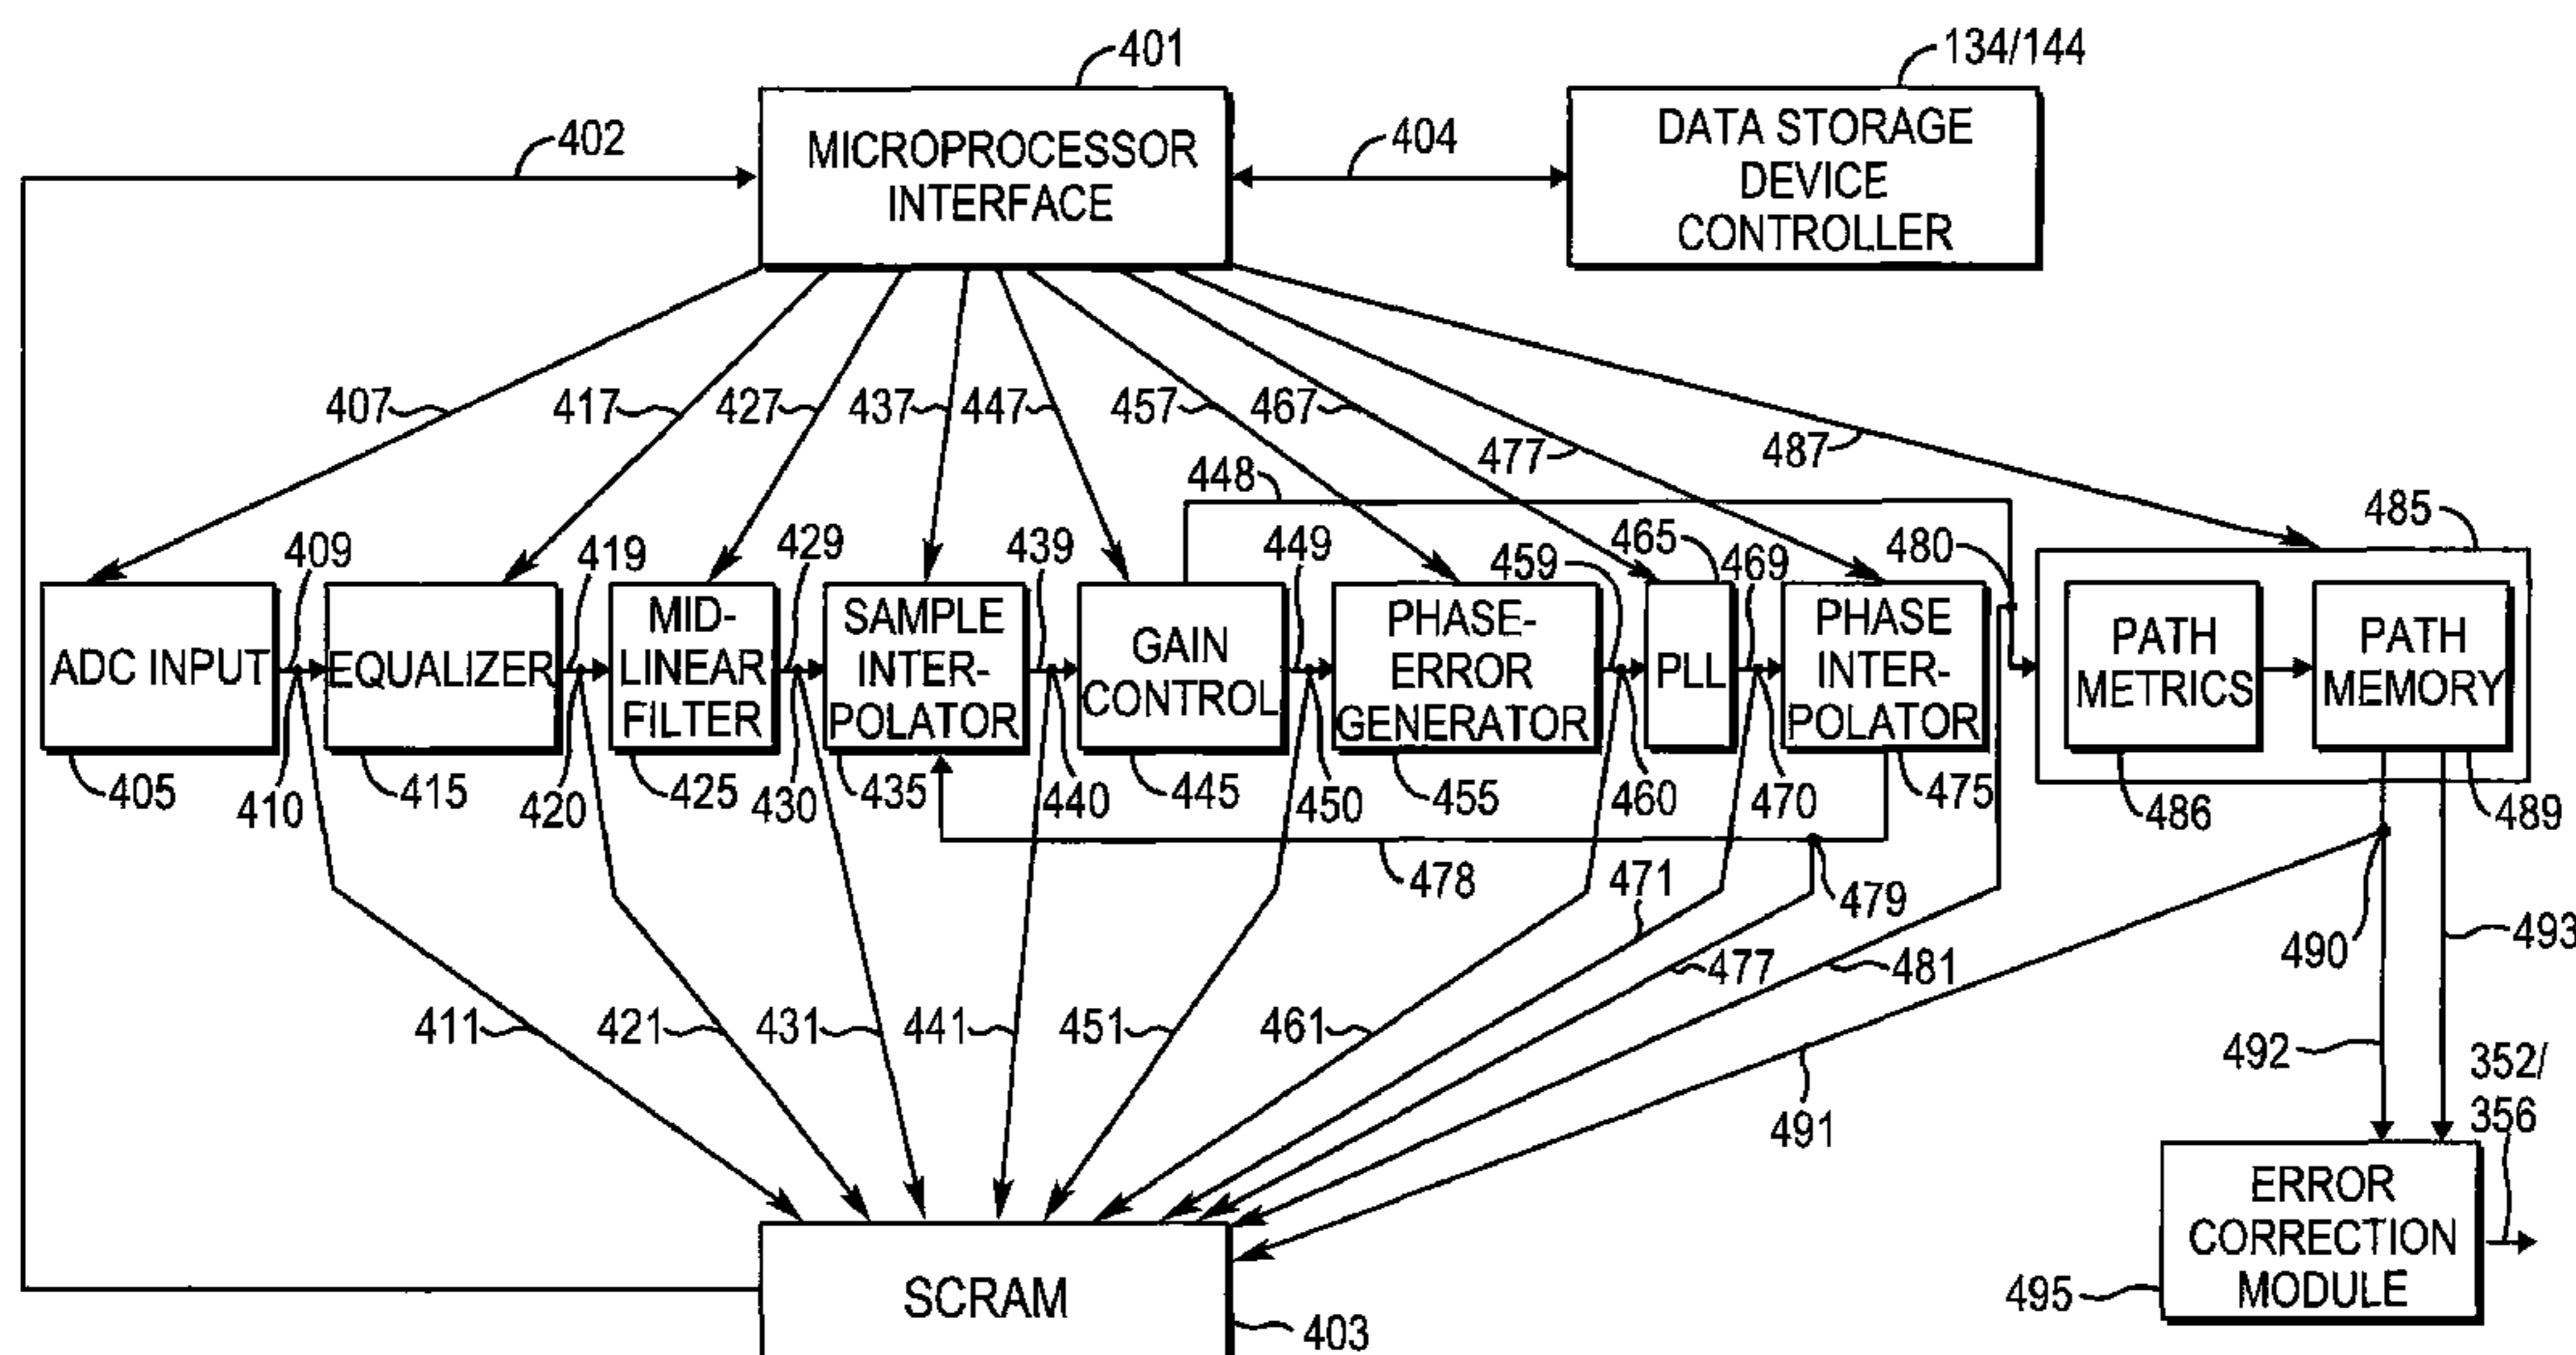 401
134/144
402
MICROPROCESSOR
INTERFACE
404
DATA STORAGE
DEVICE
CONTROLLER
407
417
427
437
447
457
467
477
487
448
485
409
419
429
439
449
459
465
469
480
ADC INPUT
EQUALIZER
MID-
LINEAR
FILTER
SAMPLE
INTER-
POLATOR
GAIN
CONTROL
PHASE-
ERROR
GENERATOR
PLL
PHASE
INTER-
POLATOR
PATH
METRICS
PATH
MEMORY
405
410
415
420
425
430
435
440
445
450
455
460
470
475
486
489
478
471
479
490
493
477
481
411
421
431
441
451
461
491
492
352/
356
SCRAM
403
ERROR
CORRECTION
MODULE
495